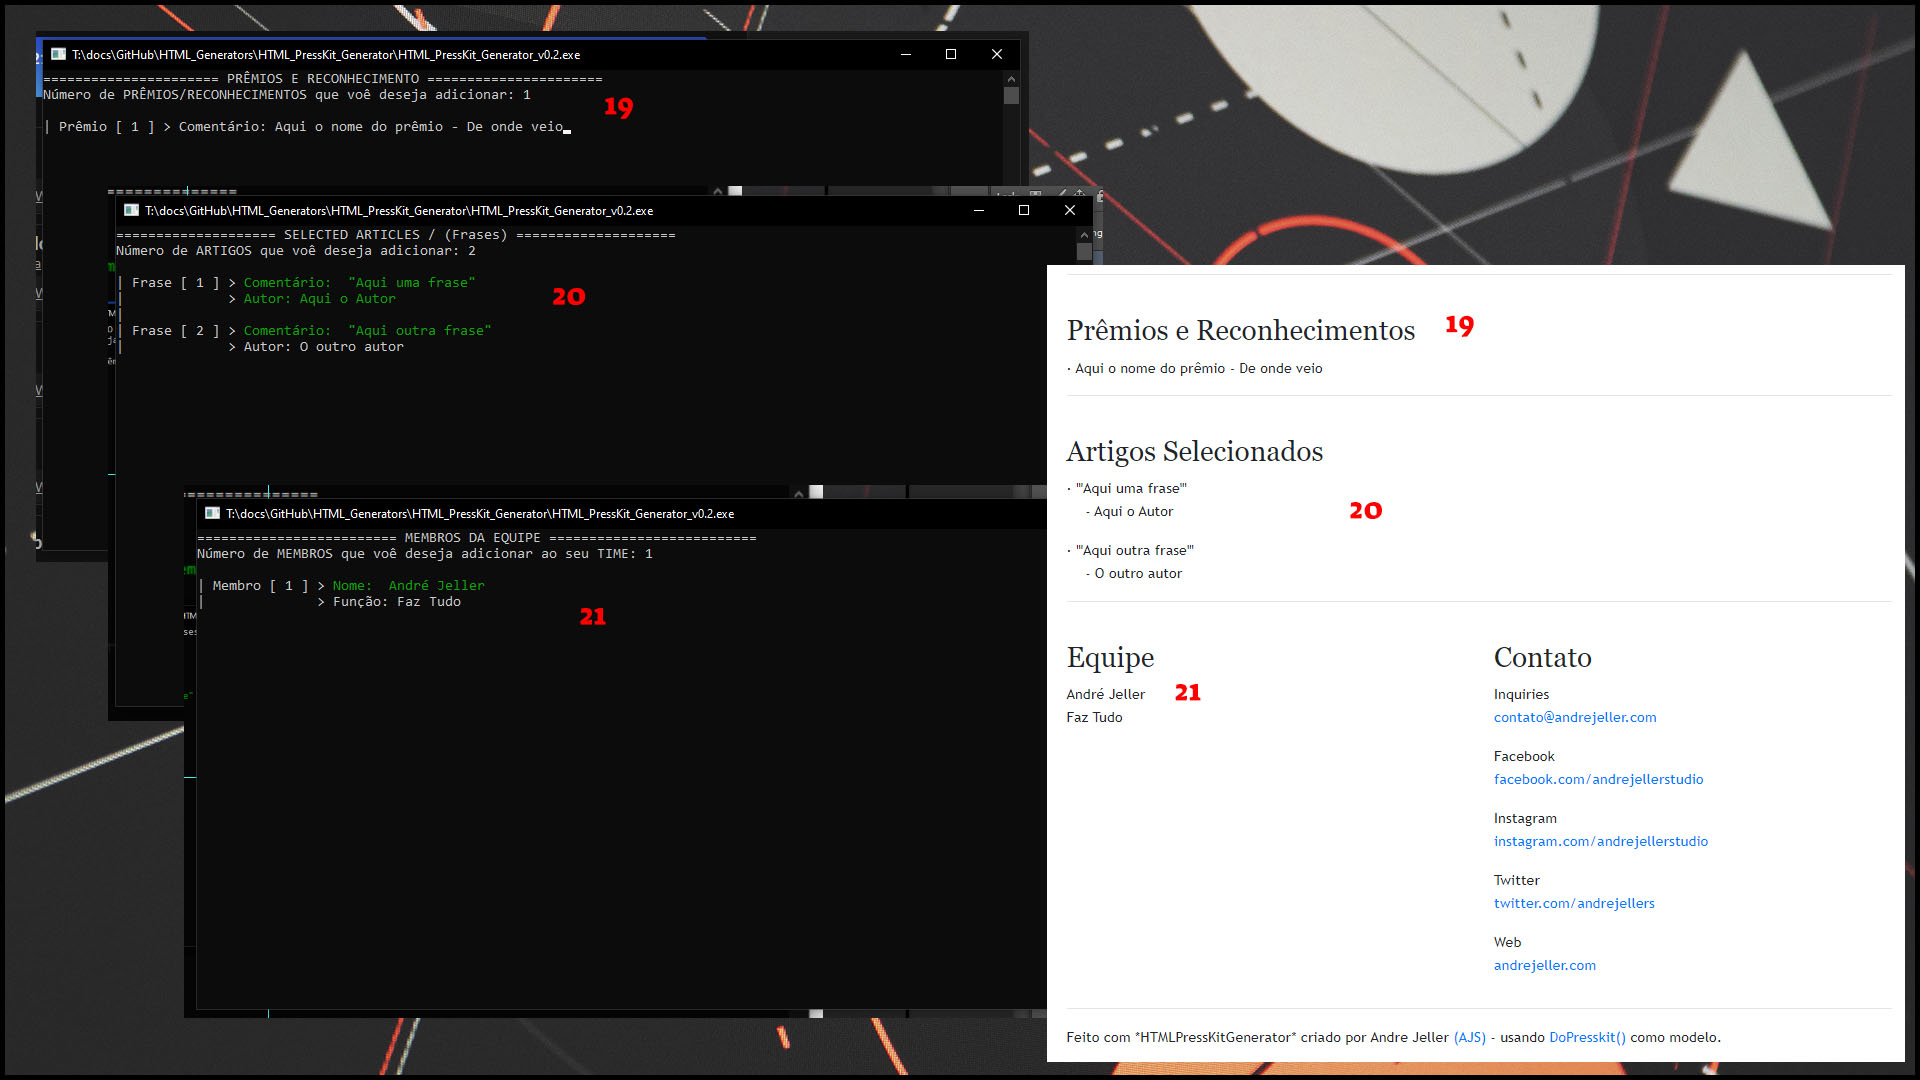 T:\docs\GitHub\HTML_Generators\HTML_PressKit_Generator\HTML_PressKit_Generator_v0.2.exe
====================== PRÊMIOS E RECONHECIMENTO ======================
Número de PRÊMIOS/RECONHECIMENTOS que voê deseja adicionar: 1
19
| Prêmio [ 1 ] > Comentário: Aqui o nome do prêmio - De onde veio
T:\docs\GitHub\HTML_Generators\HTML_PressKit_Generator\HTML_PressKit_Generator_v0.2.exe
==================== SELECTED ARTICLES / (Frases) ====================
Número de ARTIGOS que voê deseja adicionar: 2
| Frase [ 1 ] > Comentário:  "Aqui uma frase"
| > Autor: Aqui o Autor
20
|
| Frase [ 2 ] > Comentário:  "Aqui outra frase"
| > Autor: O outro autor
T:\docs\GitHub\HTML_Generators\HTML_PressKit_Generator\HTML_PressKit_Generator_v0.2.exe
========================= MEMBROS DA EQUIPE ==========================
Número de MEMBROS que voê deseja adicionar ao seu TIME: 1
| Membro [ 1 ] > Nome:  André Jeller
| > Função: Faz Tudo
21
Prêmios e Reconhecimentos
19
· Aqui o nome do prêmio - De onde veio
Artigos Selecionados
· '"Aqui uma frase"'
- Aqui o Autor
20
· '"Aqui outra frase"'
- O outro autor
Equipe
André Jeller
21
Faz Tudo
Contato
Inquiries
contato@andrejeller.com
Facebook
facebook.com/andrejellerstudio
Instagram
instagram.com/andrejellerstudio
Twitter
twitter.com/andrejellers
Web
andrejeller.com
Feito com *HTMLPressKitGenerator* criado por Andre Jeller (AJS) - usando DoPresskit() como modelo.